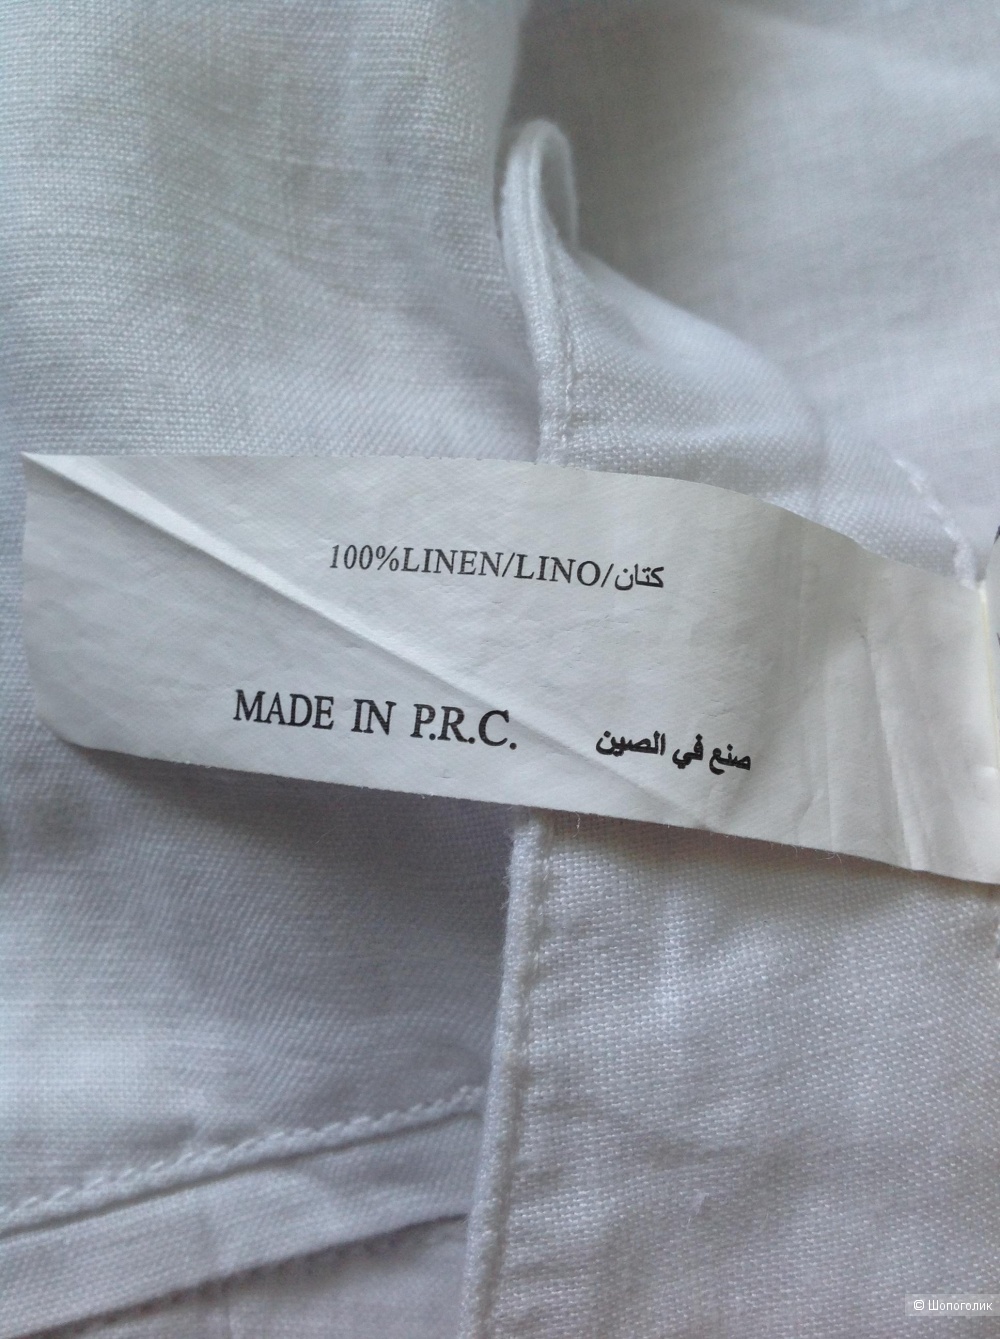 100%LINEN/LINO/كتان
MADE IN P.R.C. صنع في الصين
© Шопоголик